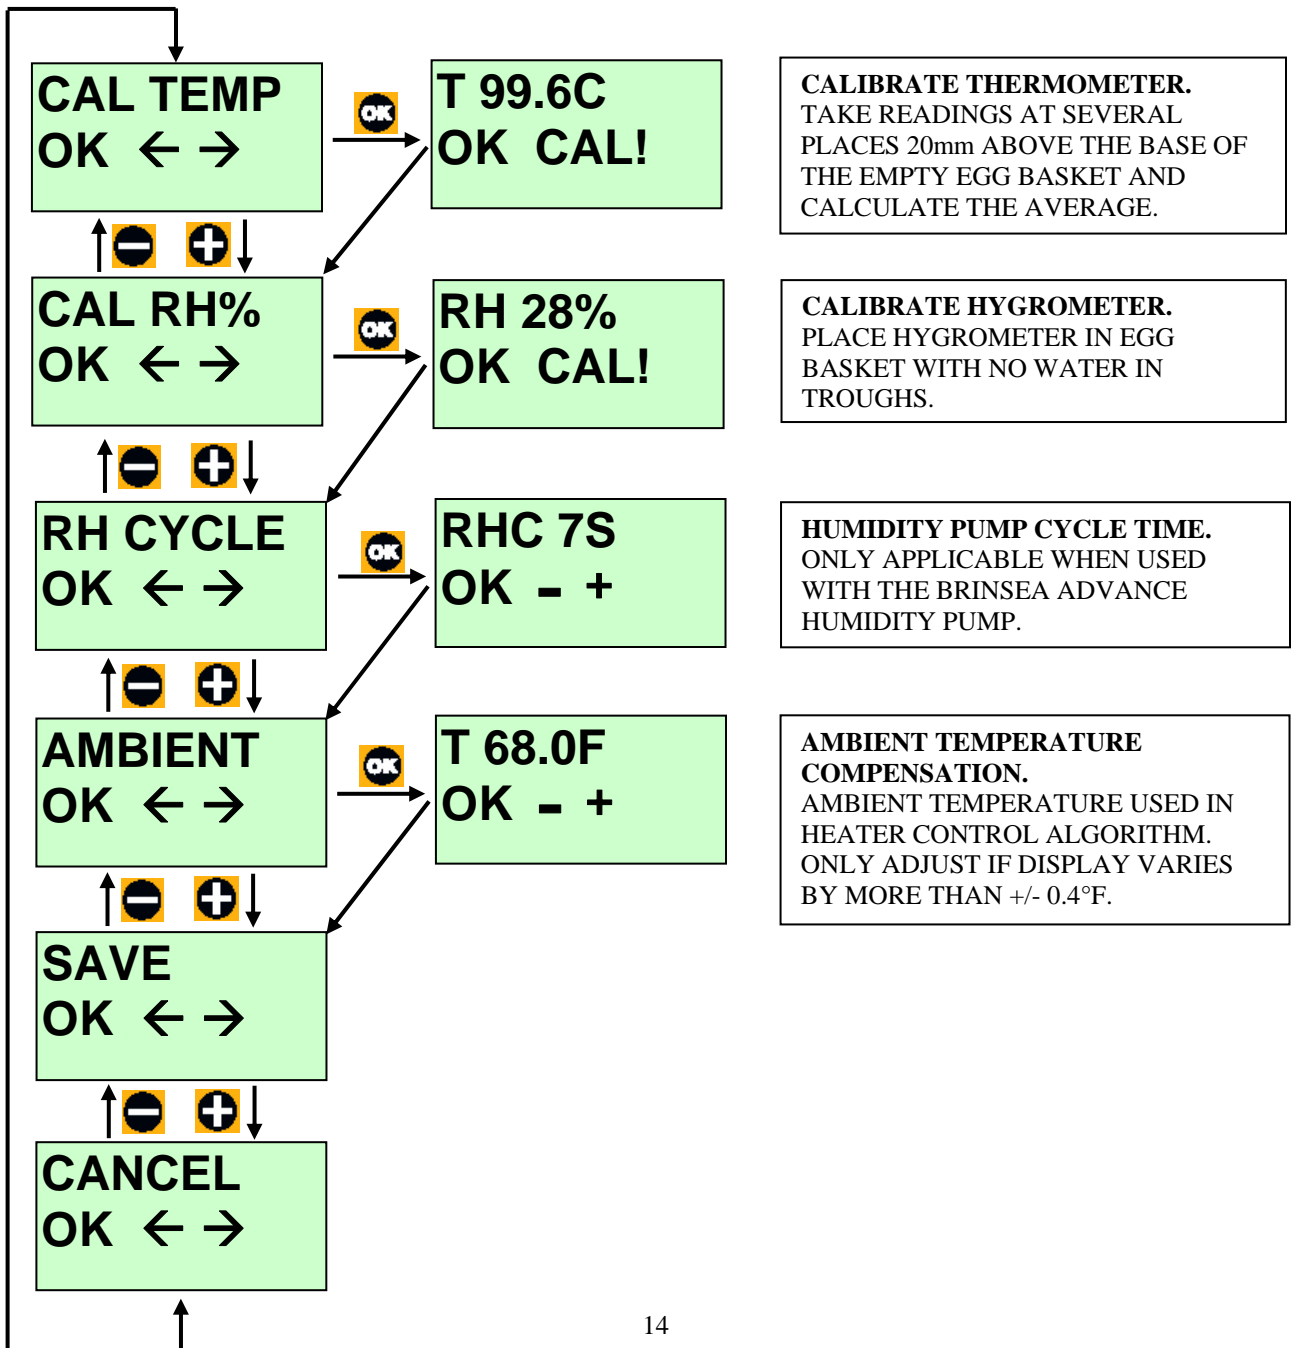 CAL TEMP
OK ← →
OK
T 99.6C
OK CAL!
CALIBRATE THERMOMETER.
TAKE READINGS AT SEVERAL
PLACES 20mm ABOVE THE BASE OF
THE EMPTY EGG BASKET AND
CALCULATE THE AVERAGE.
CAL RH%
OK ← →
OK
RH 28%
OK CAL!
CALIBRATE HYGROMETER.
PLACE HYGROMETER IN EGG
BASKET WITH NO WATER IN
TROUGHS.
RH CYCLE
OK ← →
OK
RHC 7S
OK - +
HUMIDITY PUMP CYCLE TIME.
ONLY APPLICABLE WHEN USED
WITH THE BRINSEA ADVANCE
HUMIDITY PUMP.
AMBIENT
OK ← →
OK
T 68.0F
OK - +
AMBIENT TEMPERATURE
COMPENSATION.
AMBIENT TEMPERATURE USED IN
HEATER CONTROL ALGORITHM.
ONLY ADJUST IF DISPLAY VARIES
BY MORE THAN +/- 0.4°F.
SAVE
OK ← →
CANCEL
OK ← →
14